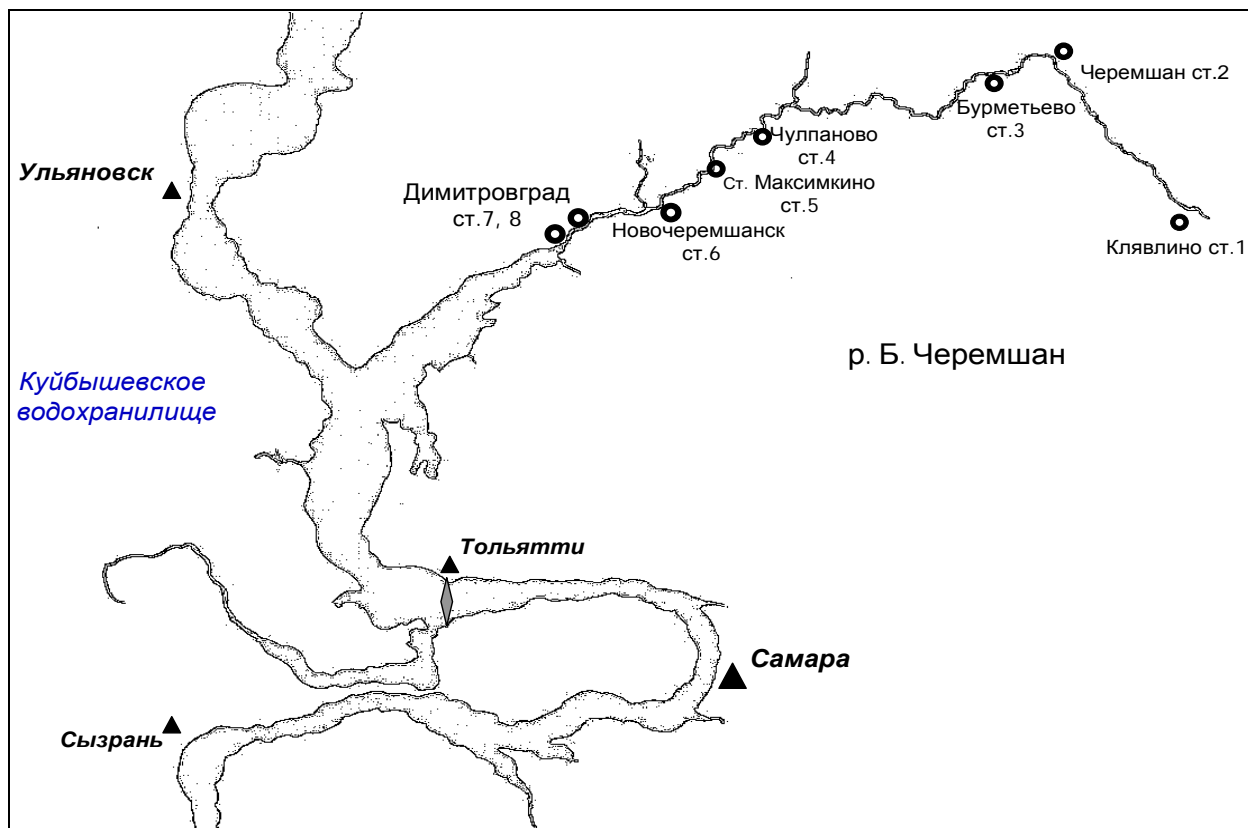 Черемшан ст.2
Бурметьево
ст.3
Чулпаново
ст.4
Ульяновск
Ст. Максимкино
ст.5
Димитровград
ст.7, 8
Новочеремшанск
ст.6
Клявлино ст.1
р. Б. Черемшан
Куйбышевское
водохранилище
Тольятти
Самара
Сызрань